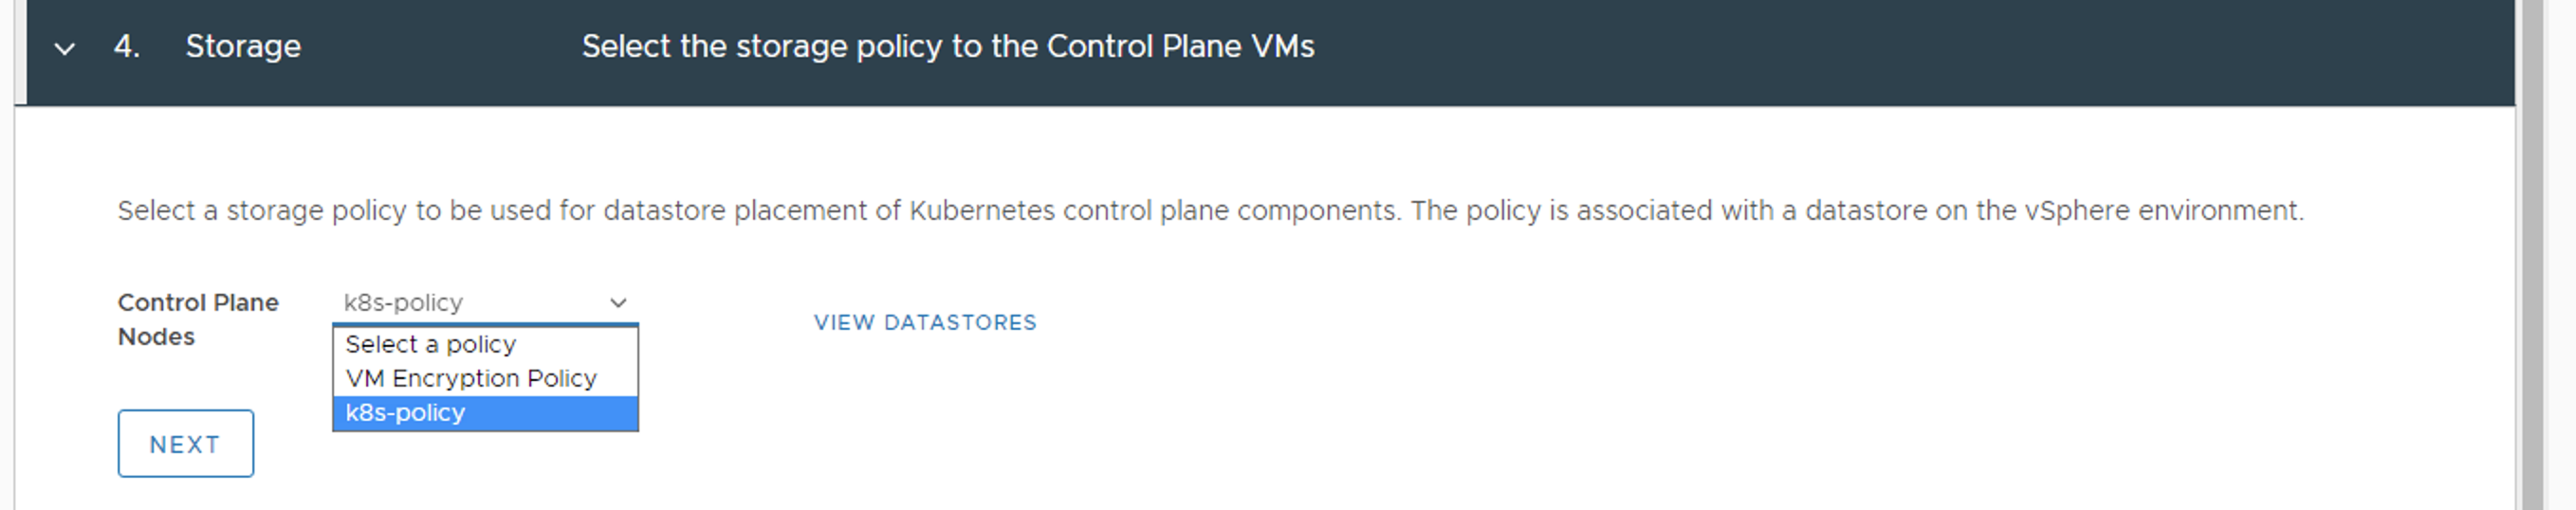 4. Storage Select the storage policy to the Control Plane VMs
Select a storage policy to be used for datastore placement of Kubernetes control plane components. The policy is associated with a datastore on the vSphere environment.
Control Plane
Nodes
k8s-policy
Select a policy
VM Encryption Policy
k8s-policy
VIEW DATASTORES
NEXT